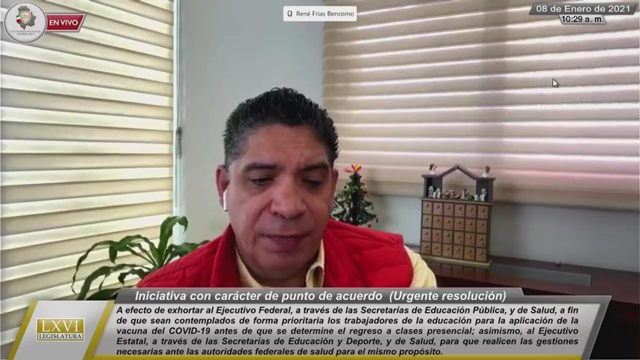 EN VIVO
René Frías Bencomo
08 de Enero de 2021
10:29 a. m
Iniciativa con carácter de punto de acuerdo (Urgente resolución)
A efecto de exhortar al Ejecutivo Federal, a través de las Secretarías de Educación Pública, y de Salud, a fin
de que sean contemplados de forma prioritaria los trabajadores de la educación para la aplicación de la
vacuna del COVID-19 antes de que se determine el regreso a clases presencial; asimismo, al Ejecutivo
Estatal, a través de las Secretarías de Educación y Deporte, y de Salud, para que realicen las gestiones
necesarias ante las autoridades federales de salud para el mismo propósito.
LXVI
LEGISLATURA